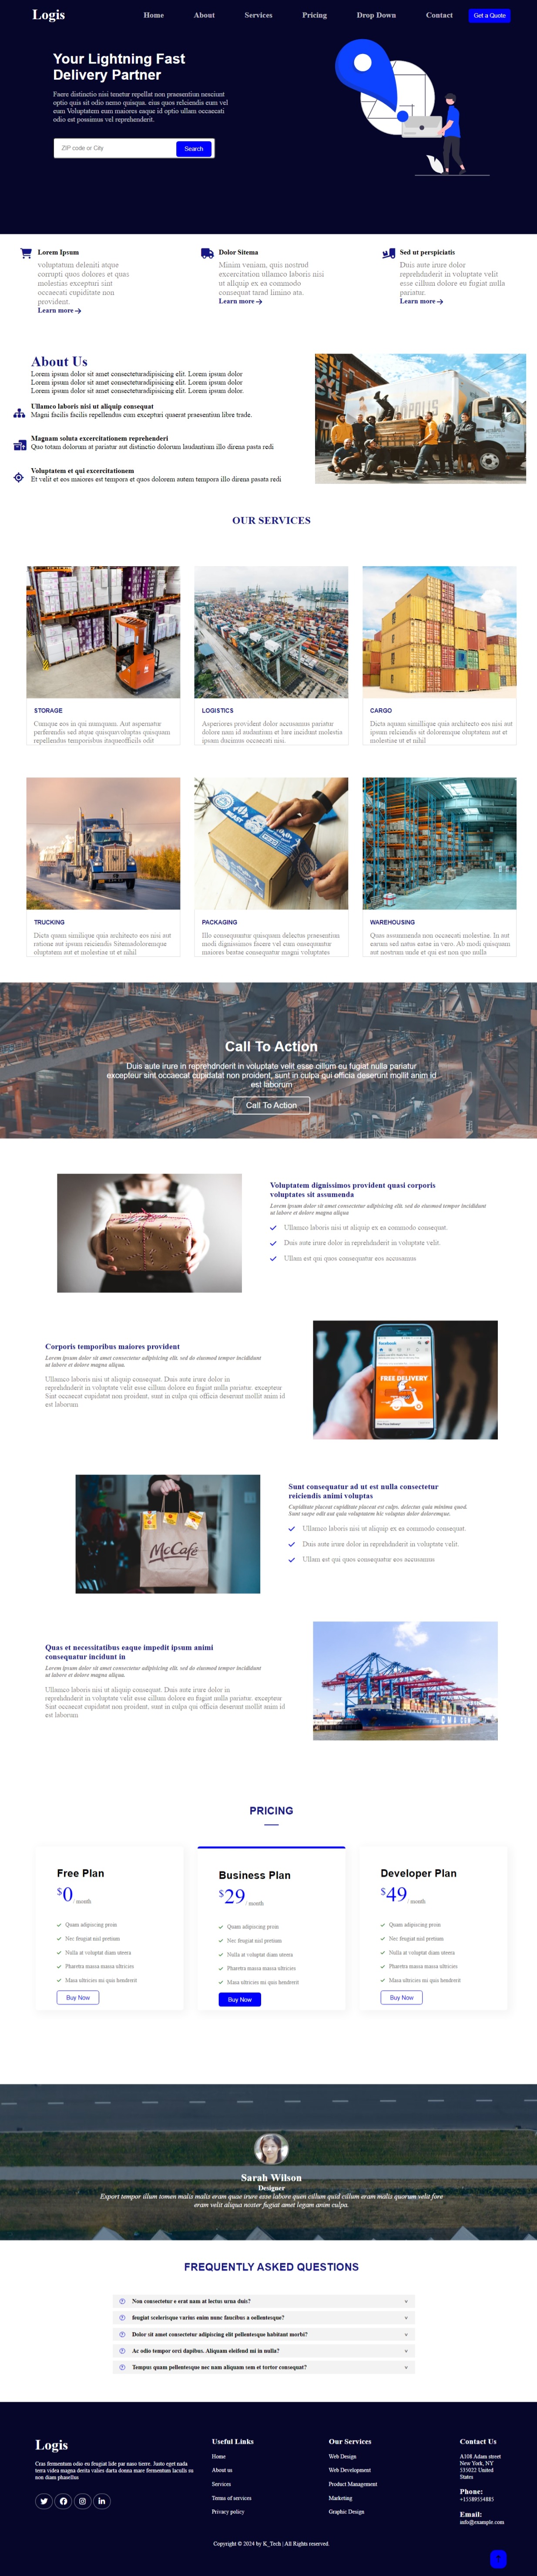 Logis
Home About Services Pricing Drop Down Contact Get a Quote
Your Lightning Fast
Delivery Partner
Facere distinctio nisi tenetur repellat non praesentium nesciunt
optio quis sit odio nemo quisquam. eius quos reiciendis eum vel
eum Voluptatem eum maiores eaque id optio ullam occaecati
odio est possimus vel reprehenderit.
ZIP code or City
Search
Lorem Ipsum
voluptatum deleniti atque
corrupti quos dolores et quas
molestias excepturi sint
occaecati cupiditate non
provident.
Learn more
Dolor Sitema
Minim veniam, quis nostrud
exercitation ullamco laboris nisi
ut aliquip ex ea commodo
consequat tarad limino ata.
Learn more
Sed ut perspiciatis
Duis aute irure dolor
reprehdnderit in voluptate velit
esse cillum dolore eu fugiat nulla
pariatur.
Learn more
About Us
Lorem ipsum dolor sit amet consecteturadipisicing elit. Lorem ipsum dolor
Lorem ipsum dolor sit amet consecteturadipisicing elit. Lorem ipsum dolor
Lorem ipsum dolor sit amet consecteturadipisicing elit. Lorem ipsum dolor.
Ullamco laboris nisi ut aliquip consequat
Magni facilis facilis repellendus cum excepturi quaerat praesentium libre trade.
Magnam soluta excercitationem reprehenderi
Quo totam dolorum at pariatur aut distinctio dolorum laudantium illo direna pasta redi
Voluptatem et qui excercitationem
Et velit et eos maiores est tempora et quos dolorem autem tempora illo dirana pasata redi
OUR SERVICES
STORAGE
Cumque eos in qui numquam. Aut aspernatur
perferendis sed atque quisquavoluptas quisquam
repellendus temporibus itaqueofficiis odit
LOGISTICS
Asperiores provident dolor accusamus pariatur
dolore nam id audantium et lure incidunt molestia
ipsum ducimus occaecati nisi.
CARGO
Dicta quam simillique quia architecto eos nisi aut
ipsum relciendis sit doloremque oluptatem aut et
molestiae ut et nihil
TRUCKING
Dicta quam similique quia architecto eos nisi aut
ratione aut ipsum reiciendis Sitemdoloremque
oluptatem aut et molestiae ut et nihil
PACKAGING
Illo consequuntur quisquam delectus praesentium
modi dignissimos facere vel cum onsequuntur
maiores beatae consequatur magni voluptates
WAREHOUSING
Quas assumenda non occaecati molestiae. In aut
earum sed natus eatae in vero. Ab modi quisquam
aut nostrum unde et qui est non quo nulla
Call To Action
Duis aute irure in reprehdnderit in voluptate velit esse cillum eu fugiat nulla pariatur
excepteur sint occaecat cupidatat non proident, sunt in culpa qui officia deserunt mollit anim id
est laborum
Call To Action
Voluptatem dignissimos provident quasi corporis
voluptates sit assumenda
Lorem ipsum dolor sit amet consectetur adipisicing elit. sed do eiusmod tempor incididunt
ut labore et dolore magna aliqua
Ullamco laboris nisi ut aliquip ex ea commodo consequat.
Duis aute irure dolor in reprehdnderit in voluptate velit.
Ullam est qui quos consequatur eos accusamus
Corporis temporibus maiores provident
Lorem ipsum dolor sit amet consectetur adipisicing elit. sed do eiusmod tempor incididunt
ut labore et dolore magna aliqua.
Ullamco laboris nisi ut aliquip consequat. Duis aute irure dolor in
reprehdnderit in voluptate velit esse cillum dolore eu fugiat nulla pariatur. excepteur
Sint occaecat cupidatat non proident, sunt in culpa qui officia deserunt mollit anim id
est laborum
facebook
FREE DELIVERY
McCafé
Sunt consequatur ad ut est nulla consectetur
reiciendis animi voluptas
Cupiditate placeat cupiditate placeat est culpa. delectus quia minima quod.
Sunt saepe odit aut quia voluptatem hic voluptas dolor doloremque.
Ullamco laboris nisi ut aliquip ex ea commodo consequat.
Duis aute irure dolor in reprehdnderit in voluptate velit.
Ullam est qui quos consequatur eos accusamus
Quas et necessitatibus eaque impedit ipsum animi
consequatur incidunt in
Lorem ipsum dolor sit amet consectetur adipisicing elit. sed do eiusmod tempor incididunt
ut labore et dolore magna aliqua.
Ullamco laboris nisi ut aliquip consequat. Duis aute irure dolor in
reprehdnderit in voluptate velit esse cillum dolore eu fugiat nulla pariatur. excepteur
Sint occaecat cupidatat non proident, sunt in culpa qui officia deserunt mollit anim id
est laborum
PRICING
Free Plan
$0 / month
Quam adipiscing proin
Nec feugiat nisl pretium
Nulla at voluptat diam uteera
Pharetra massa massa ultricies
Masa ultricies mi quis hendrerit
Buy Now
Business Plan
$29 / month
Quam adipiscing proin
Nec feugiat nisl pretium
Nulla at voluptat diam uteera
Pharetra massa massa ultricies
Masa ultricies mi quis hendrerit
Buy Now
Developer Plan
$49 / month
Quam adipiscing proin
Nec feugiat nisl pretium
Nulla at voluptat diam uteera
Pharetra massa massa ultricies
Masa ultricies mi quis hendrerit
Buy Now
Sarah Wilson
Designer
Export tempor illum tamen malis malis eram quae irure esse labore quem cillum quid cillum eram malis quorum velit fore
eram velit aliqua noster fugiat amet legam anim culpa.
FREQUENTLY ASKED QUESTIONS
Non consectetur e erat nam at lectus urna duis?
feugiat scelerisque varius enim nunc faucibus a oellentesque?
Dolor sit amet consectetur adipiscing elit pellentesque habitant morbi?
Ac odio tempor orci dapibus. Aliquam eleifend mi in nulla?
Tempus quam pellentesque nec nam aliquam sem et tortor consequat?
Logis
Cras fermentum odio eu feugiat lide par naso tierre. Justo eget nada
terra videa magna derita valies darta donna mare fermentum iaculis su
non diam phasellus
Useful Links
Home
About us
Services
Terms of services
Privacy policy
Our Services
Web Design
Web Development
Product Management
Marketing
Graphic Design
Contact Us
A108 Adam street
New York, NY
535022 United
States
Phone:
+15589554885
Email:
info@example.com
Copyright © 2024 by K_Tech | All Rights reserved.